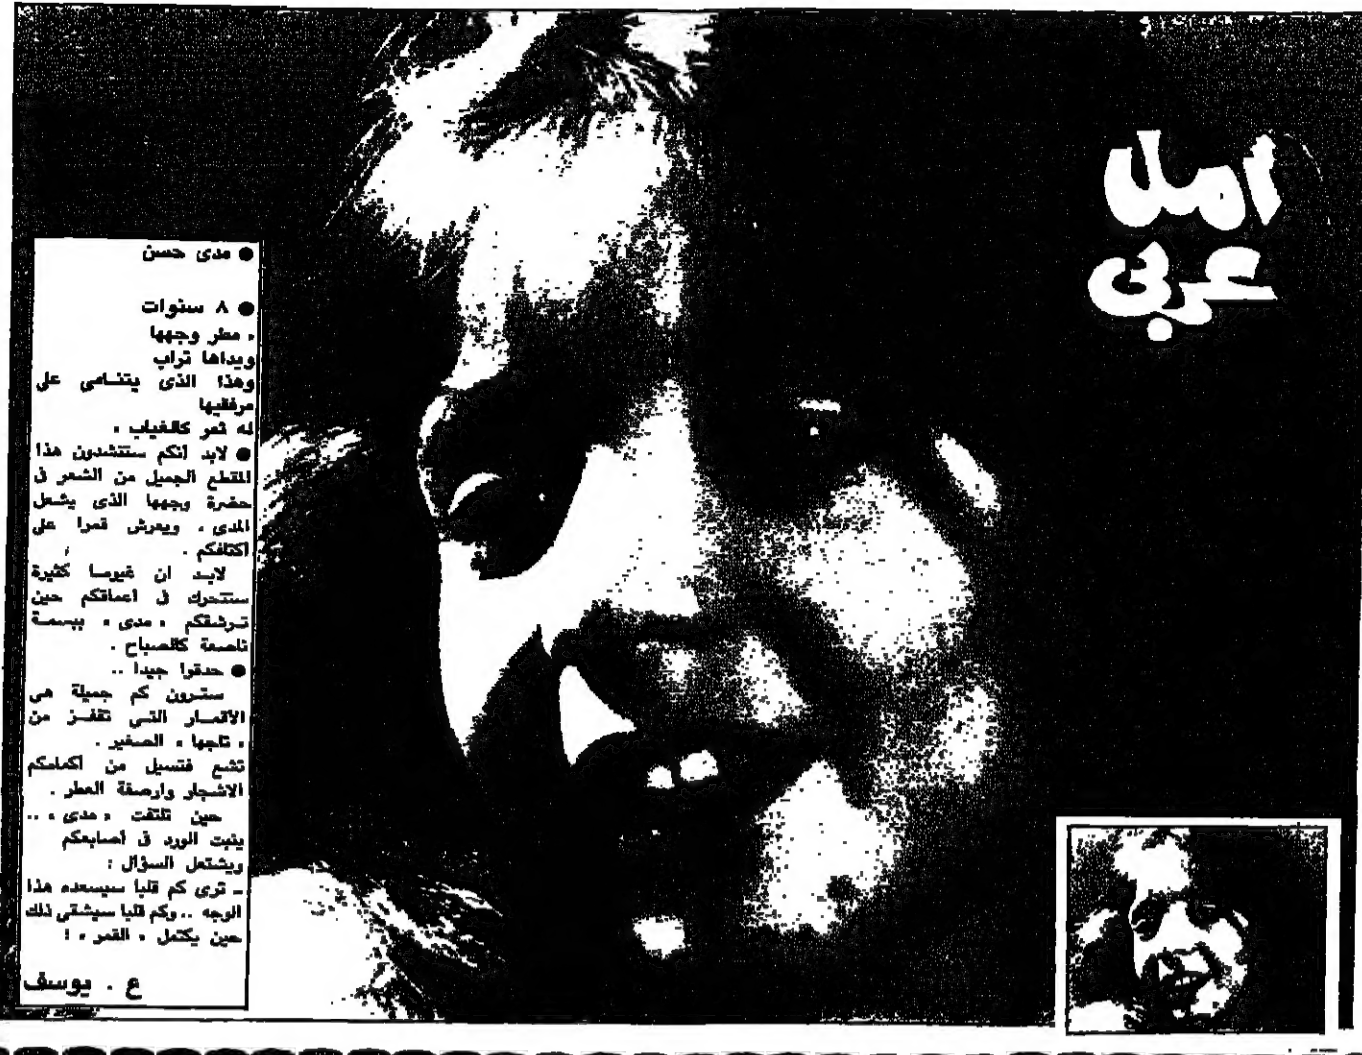 أمل
عربى
● مدى حسن
● ٨ سنوات
« مطر وجهها
ويداها تراب
وهذا الذى يتنامى على
مرفقيها
له ثمر كالغياب »
● لابد أنكم ستنشدون هذا
المقطع الجميل من الشعر فى
حضرة وجهها الذى يشعل
المدى . ويعرش قمرا على
اكتافكم .
لابد ان غيوما كثيرة
ستتحرك فى اعماقكم حين
ترشقكم « مدى » ببسمة
ناصعة كالصباح .
● حدقوا جيدا ..
سترون كم جميلة هى
الاقمار التى تقفز من
« تاجها » الصغير .
تشع فتسيل من اكمامكم
الاشجار وارصفة العطر .
حين تلتفت « مدى » ..
ينبت الورد فى أصابعكم
ويشتعل السؤال :
ـ ترى كم قلبا سيسعده هذا
الوجه .. وكم قلبا سيشقى ذلك
حين يكتمل « القمر » !
ع . يوسف